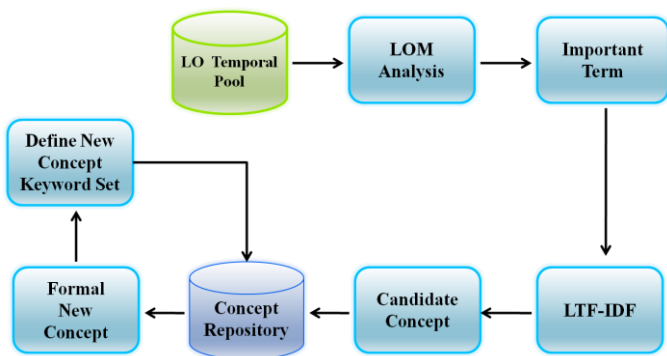 LO Temporal
Pool
LOM
Analysis
Important
Term
Define New
Concept
Keyword Set
Formal
New
Concept
Concept
Repository
Candidate
Concept
LTF-IDF